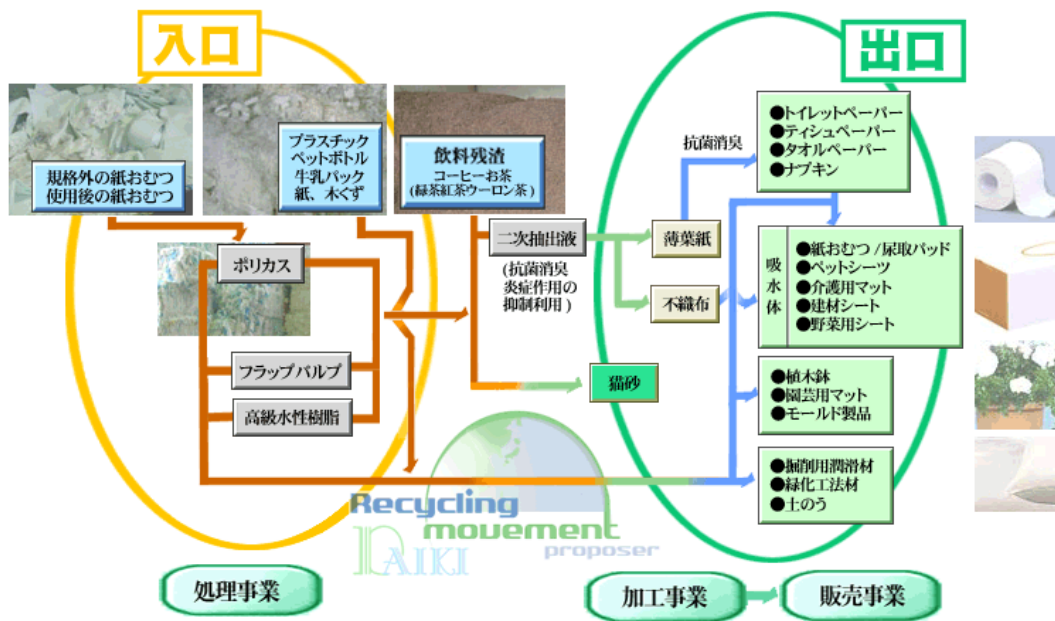 入口
出口
規格外の紙おむつ
使用後の紙おむつ
プラスチック
ペットボトル
牛乳パック
紙、木くず
飲料残渣
コーヒーお茶
(緑茶紅茶ウーロン茶)
ポリカス
フラップパルプ
高級水性樹脂
二次抽出液
(抗菌消臭
炎症作用の
抑制利用)
猫砂
抗菌消臭
薄葉紙
不織布
●トイレットペーパー
●ティシュペーパー
●タオルペーパー
●ナプキン
吸水体
●紙おむつ/尿取パッド
●ペットシーツ
●介護用マット
●建材シート
●野菜用シート
●植木鉢
●園芸用マット
●モールド製品
●掘削用潤滑材
●緑化工法材
●土のう
Recycling
movement
proposer
RAIKI
処理事業
加工事業
販売事業